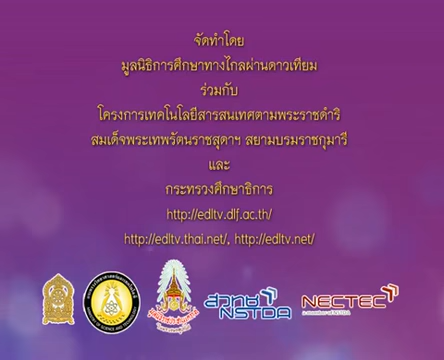 จัดทำโดย
มูลนิธิการศึกษาทางไกลผ่านดาวเทียม
ร่วมกับ
โครงการเทคโนโลยีสารสนเทศตามพระราชดำริ
สมเด็จพระเทพรัตนราชสุดาฯ สยามบรมราชกุมารี
และ
กระทรวงศึกษาธิการ
http://edltv.dlf.ac.th/
http://edltv.thai.net/, http://edltv.net/
สวทช
NSTDA
NECTEC